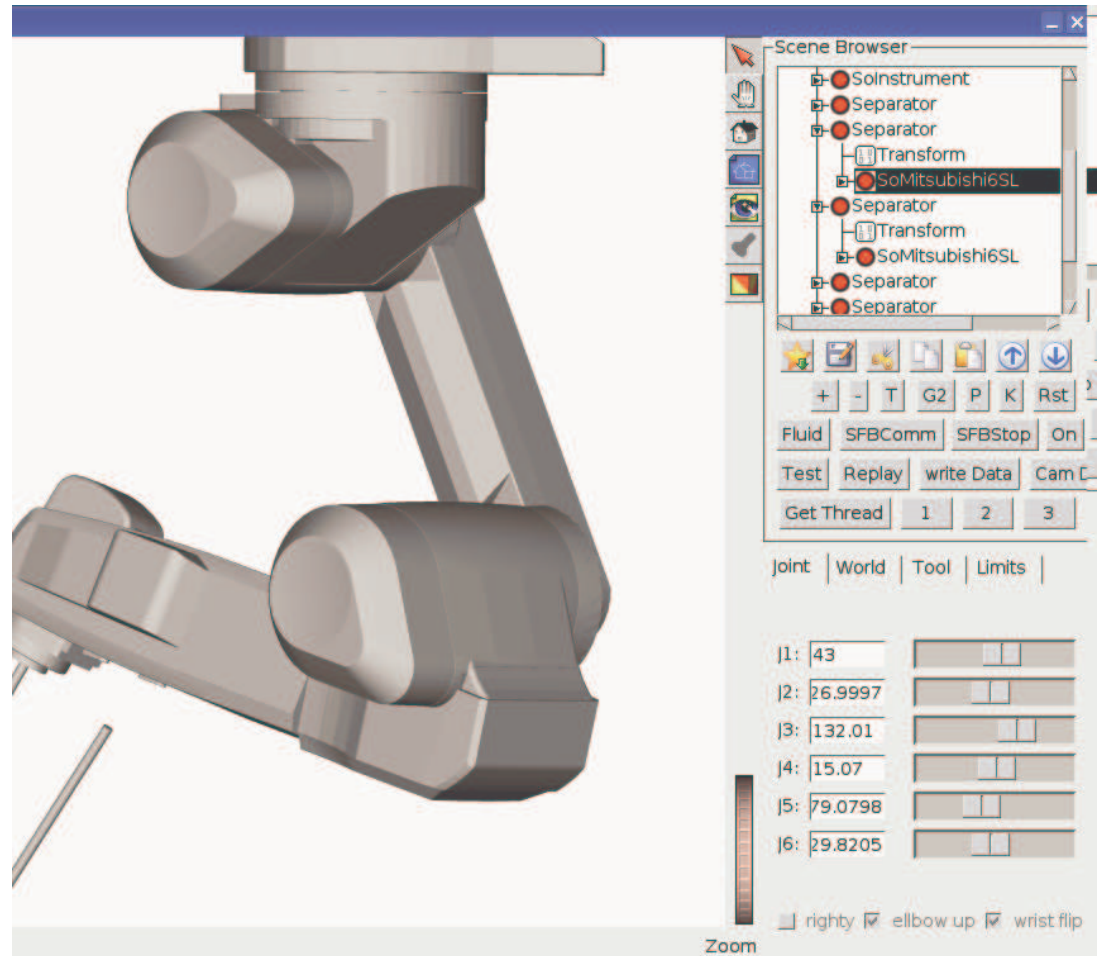 Scene Browser
SoInstrument
Separator
Separator
Transform
SoMitsubishi6SL
Separator
Transform
SoMitsubishi6SL
Separator
Separator
+ - T G2 P K Rst
Fluid SFBComm SFBStop On
Test Replay write Data Cam
Get Thread 1 2 3
Joint World Tool Limits
J1: 43
J2: 26.9997
J3: 132.01
J4: 15.07
J5: 79.0798
J6: 29.8205
righty ellbow up wrist flip
Zoom